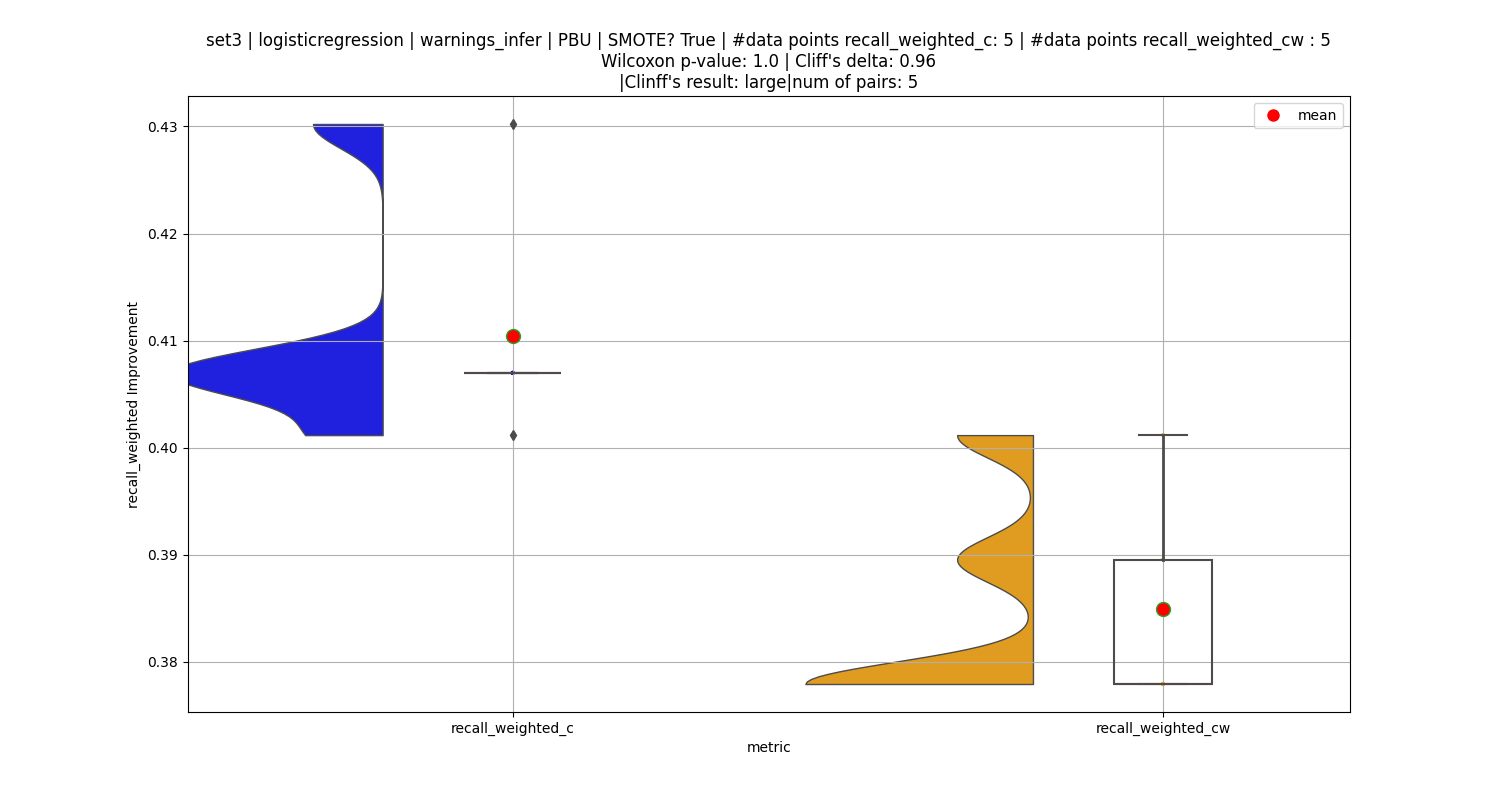 set3 | logisticregression | warnings_infer | PBU | SMOTE? True | #data points recall_weighted_c: 5 | #data points recall_weighted_cw : 5
Wilcoxon p-value: 1.0 | Cliff's delta: 0.96
|Clinff's result: large|num of pairs: 5
mean
0.43
0.42
0.41
0.40
0.39
0.38
recall_weighted Improvement
recall_weighted_c
recall_weighted_cw
metric